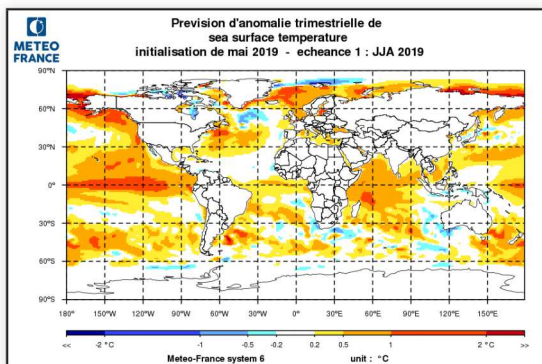 METEO
FRANCE
Prevision d'anomalie trimestrielle de
sea surface temperature
initialisation de mai 2019 - echeance 1 : JJA 2019
90°N
60°N
30°N
0°
30°S
60°S
90°S
180° 150°W 120°W 90°W 60°W 30°W 0° 30°E 60°E 90°E 120°E 150°E
<< -2 °C -1 -0.5 -0.2 0.2 0.5 1 2 °C >>
Meteo-France system 6 unit : °C